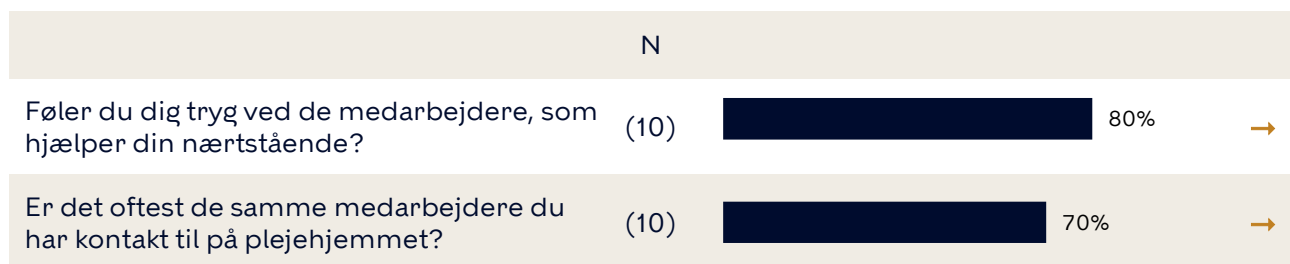 N
Føler du dig tryg ved de medarbejdere, som
hjælper din nærtstående?
(10)
80%
→
Er det oftest de samme medarbejdere du
har kontakt til på plejehjemmet?
(10)
70%
→